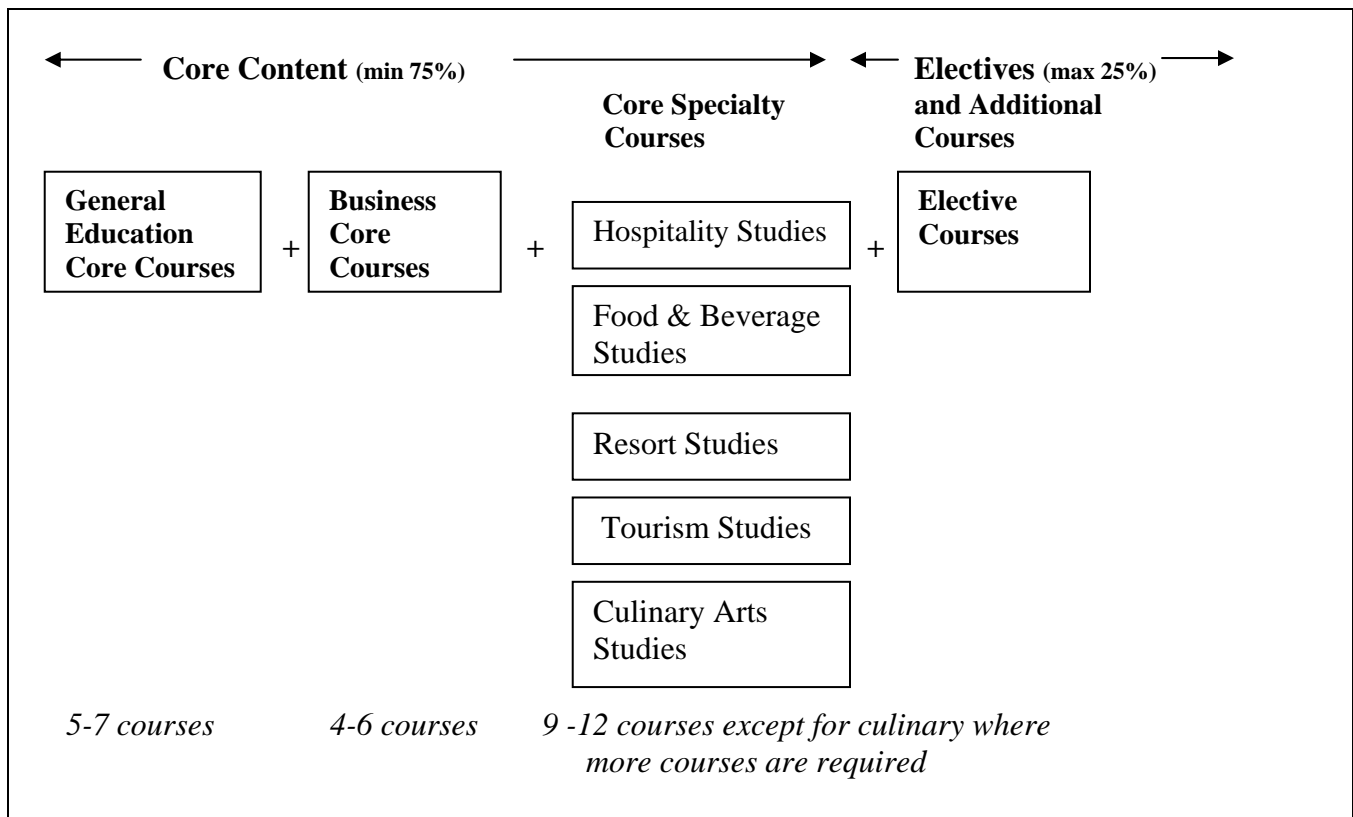 Core Content (min 75%)
Electives (max 25%)
and Additional
Courses
Core Specialty
Courses
General
Education
Core Courses
+
Business
Core
Courses
+
Hospitality Studies
+
Elective
Courses
Food & Beverage
Studies
Resort Studies
Tourism Studies
Culinary Arts
Studies
5-7 courses
4-6 courses
9 -12 courses except for culinary where
more courses are required